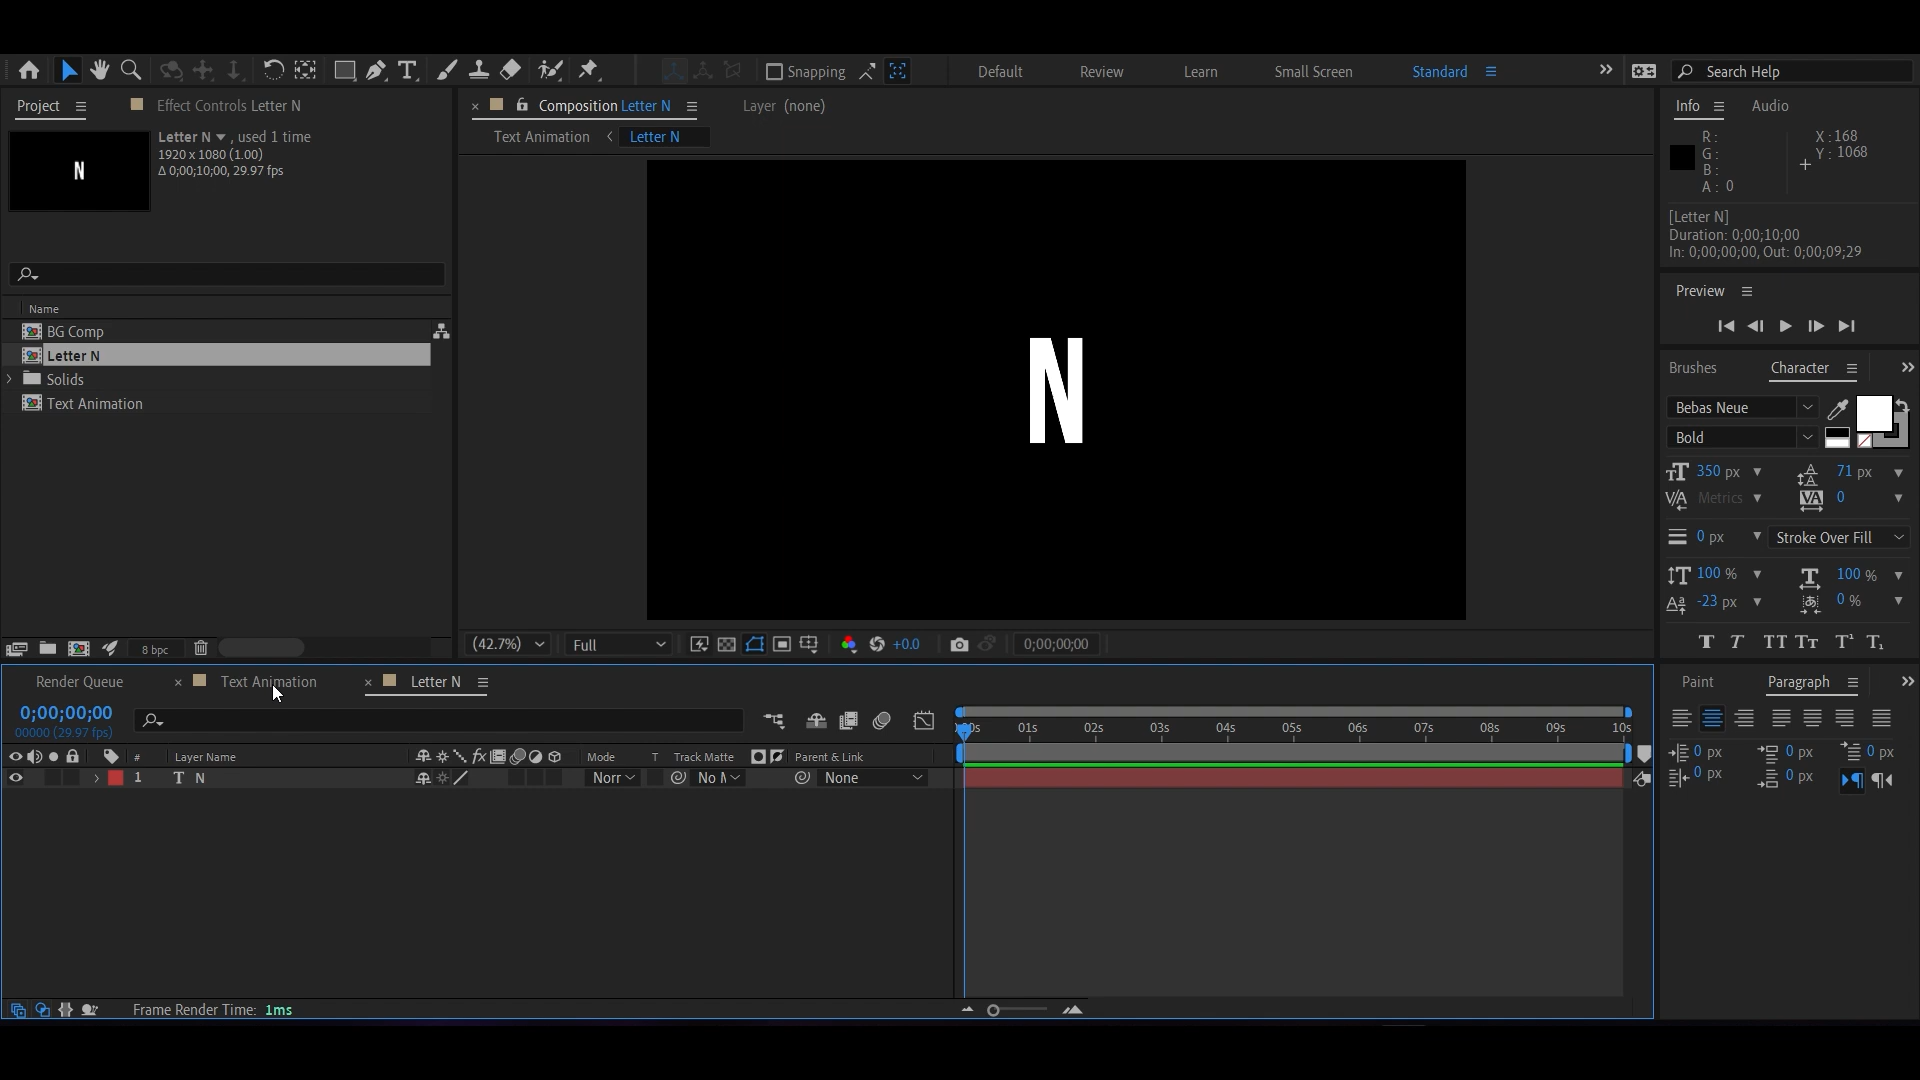 Snapping
Default
Review
Learn
Small Screen
Standard
Search Help
Project
Effect Controls Letter N
Composition Letter N
Layer (none)
Info
Audio
Letter N , used 1 time
1920 x 1080 (1.00)
Δ 0;00;10;00, 29.97 fps
Text Animation
Letter N
R :
G :
B :
A : 0
X : 168
Y : 1068
[Letter N]
Duration: 0;00;10;00
In: 0;00;00;00, Out: 0;00;09;29
Name
BG Comp
Letter N
Solids
Text Animation
N
N
Preview
Brushes
Character
Bebas Neue
Bold
350 px
71 px
Metrics
0
0 px
Stroke Over Fill
100 %
100 %
-23 px
0 %
8 bpc
(42.7%)
Full
+0.0
0;00;00;00
Render Queue
Text Animation
Letter N
Paint
Paragraph
0;00;00;00
00000 (29.97 fps)
01s
02s
03s
04s
05s
06s
07s
08s
09s
10s
#
Layer Name
Mode
T
Track Matte
Parent & Link
1
T
N
None
0 px
0 px
0 px
0 px
0 px
Frame Render Time: 1ms